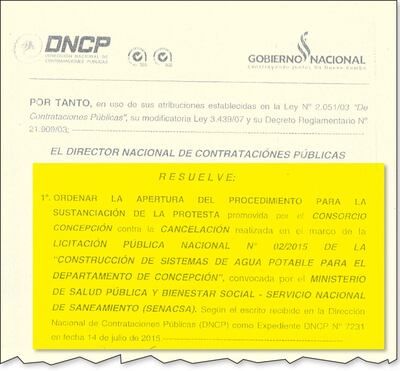 DNCP
DIRECCIÓN NACIONAL DE
CONTRATACIONES PÚBLICAS
GOBIERNO NACIONAL
Construyendo Juntos Un Nuevo Rumbo
POR TANTO, en uso de sus atribuciones establecidas en la Ley N° 2.051/03 "De
Contrataciones Públicas", su modificatoria Ley 3.439/07 y su Decreto Reglamentario N°
21.909/03;
EL DIRECTOR NACIONAL DE CONTRATACIONES PÚBLICAS
RESUELVE:
1°. ORDENAR LA APERTURA DEL PROCEDIMIENTO PARA LA
SUSTANCIACIÓN DE LA PROTESTA promovida por el CONSORCIO
CONCEPCIÓN contra la CANCELACIÓN realizada en el marco de la
LICITACIÓN PÚBLICA NACIONAL N° 02/2015 DE LA
"CONSTRUCCIÓN DE SISTEMAS DE AGUA POTABLE PARA EL
DEPARTAMENTO DE CONCEPCIÓN", convocada por el MINISTERIO
DE SALUD PÚBLICA Y BIENESTAR SOCIAL - SERVICIO NACIONAL
DE SANEAMIENTO (SENACSA). Según el escrito recibido en la Dirección
Nacional de Contrataciones Públicas (DNCP) como Expediente DNCP N° 7231
en fecha 14 de julio de 2015